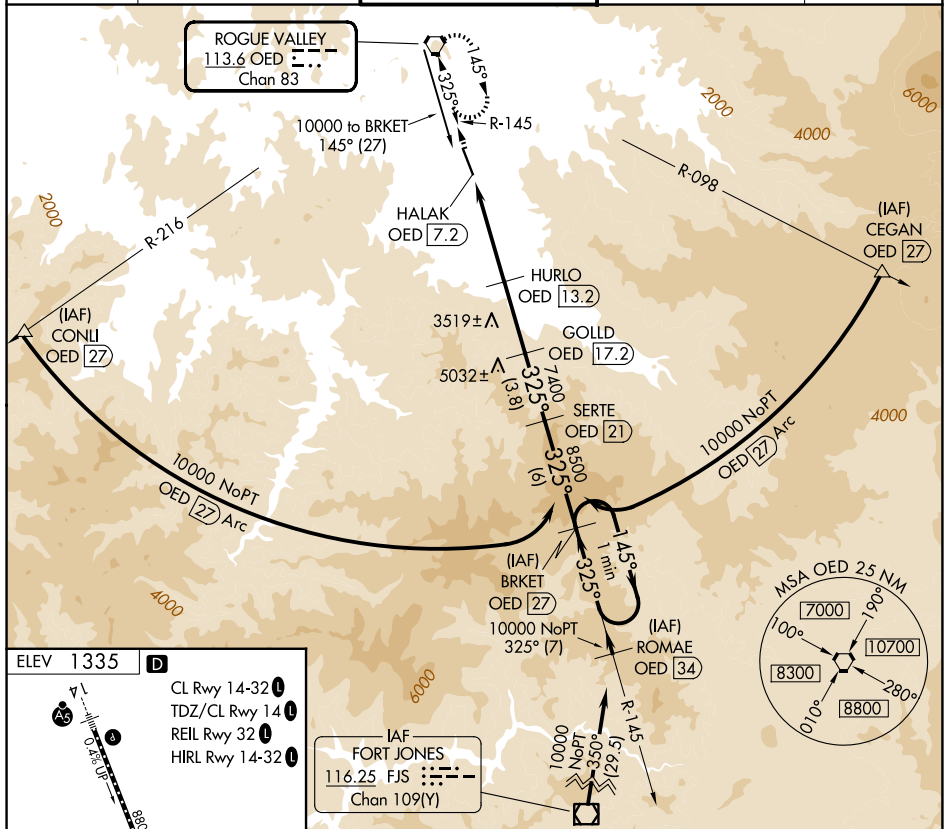 ROGUE VALLEY
113.6 OED
Chan 83
145°
325°
R-145
10000 to BRKET
145° (27)
2000
6000
4000
R-098
2000
R-216
HALAK
OED 7.2
(IAF)
CEGAN
OED 27
HURLO
OED 13.2
3519±
(IAF)
CONLI
OED 27
GOLLD
OED 17.2
5032±
7400
325°
(3.8)
SERTE
OED 21
4000
8500
325°
(6)
10000 NoPT
OED 27 Arc
10000 NoPT
OED 27 Arc
145°
1 min
325°
(IAF)
BRKET
OED 27
10000 NoPT
325° (7)
(IAF)
ROMAE
OED 34
4000
MSA OED 25 NM
7000
190°
100°
10700
8300
280°
8800
010°
R-145
6000
10000
NoPT
350°
(29.5)
IAF
FORT JONES
116.25 FJS
Chan 109(Y)
ELEV 1335
D
CL Rwy 14-32 L
TDZ/CL Rwy 14 L
REIL Rwy 32 L
HIRL Rwy 14-32 L
A5
P
0.4% UP